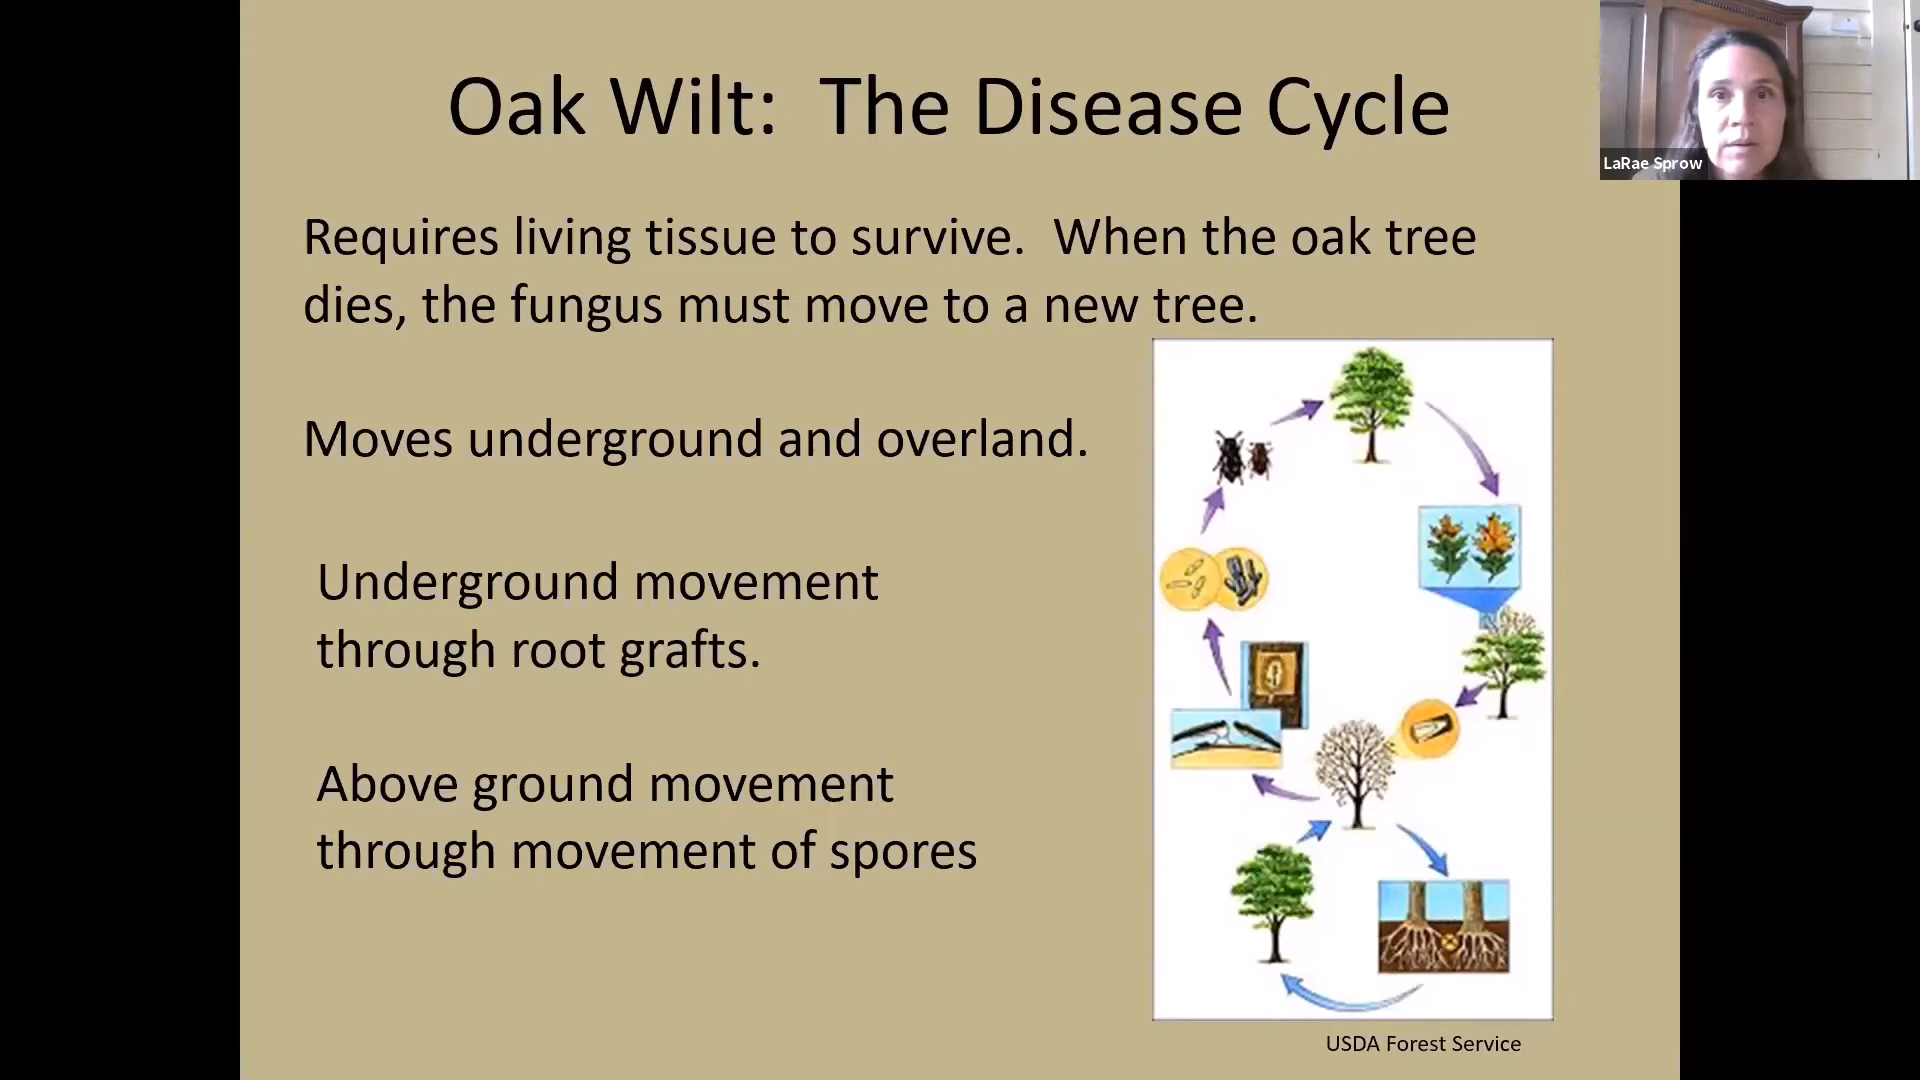 Oak Wilt: The Disease Cycle
LaRae Sprow
Requires living tissue to survive. When the oak tree
dies, the fungus must move to a new tree.
Moves underground and overland.
Underground movement
through root grafts.
Above ground movement
through movement of spores
USDA Forest Service